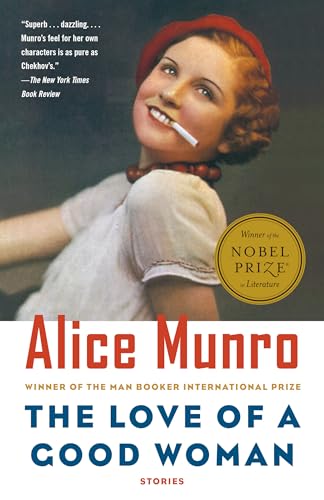 "Superb . . . dazzling. . . .
Munro's feel for her own
characters is as pure as
Chekhov's."
—The New York Times
Book Review
Winner of the
NOBEL
PRIZE®
in Literature
Alice Munro
WINNER OF THE MAN BOOKER INTERNATIONAL PRIZE
THE LOVE OF A
GOOD WOMAN
STORIES